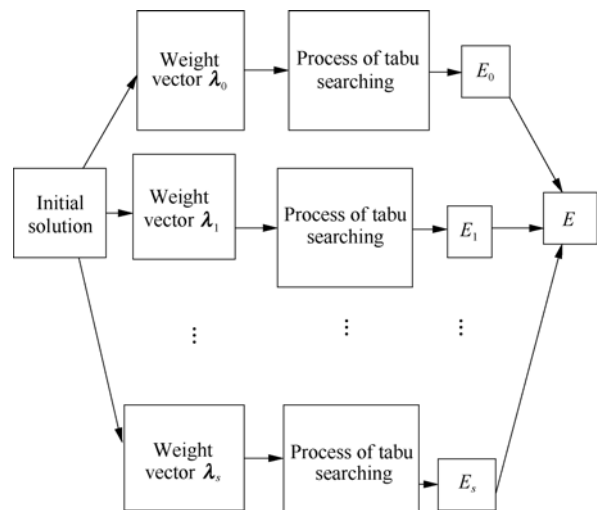 Weight
vector λ₀
Process of tabu
searching
E₀
Initial
solution
Weight
vector λ₁
Process of tabu
searching
E₁
E
⋮ ⋮ ⋮
Weight
vector λₛ
Process of tabu
searching
Eₛ